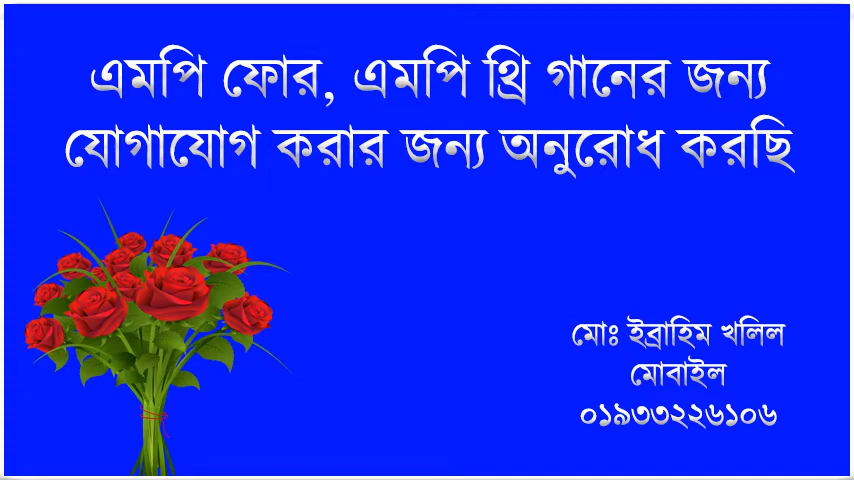 এমপি ফোর, এমপি থ্রি গানের জন্য
যোগাযোগ করার জন্য অনুরোধ করছি
মোঃ ইব্রাহিম খলিল
মোবাইল
০১৯৩৩২২৬১০৬